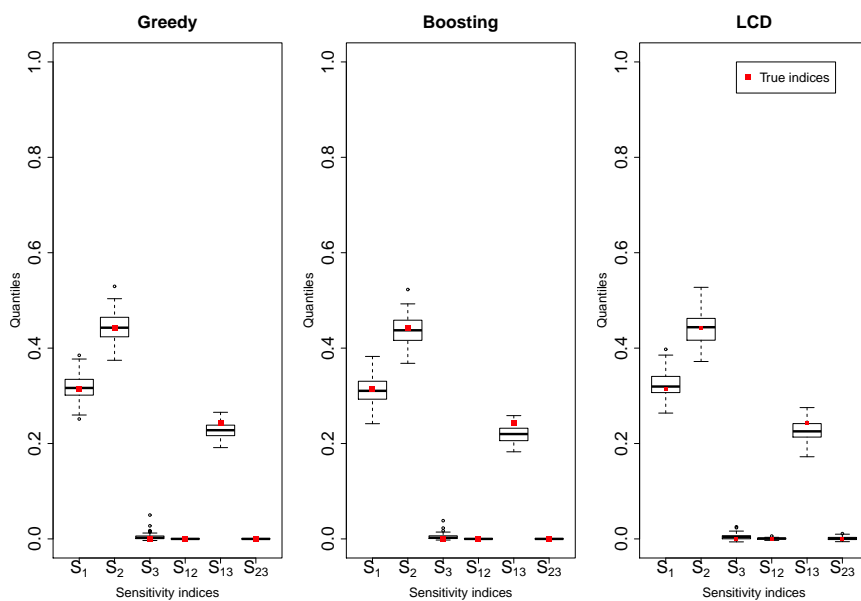 Greedy
Quantiles
1.0
0.8
0.6
0.4
0.2
0.0
S1 S2 S3 S12 S13 S23
Sensitivity indices
Boosting
Quantiles
1.0
0.8
0.6
0.4
0.2
0.0
S1 S2 S3 S12 S13 S23
Sensitivity indices
LCD
True indices
Quantiles
1.0
0.8
0.6
0.4
0.2
0.0
S1 S2 S3 S12 S13 S23
Sensitivity indices